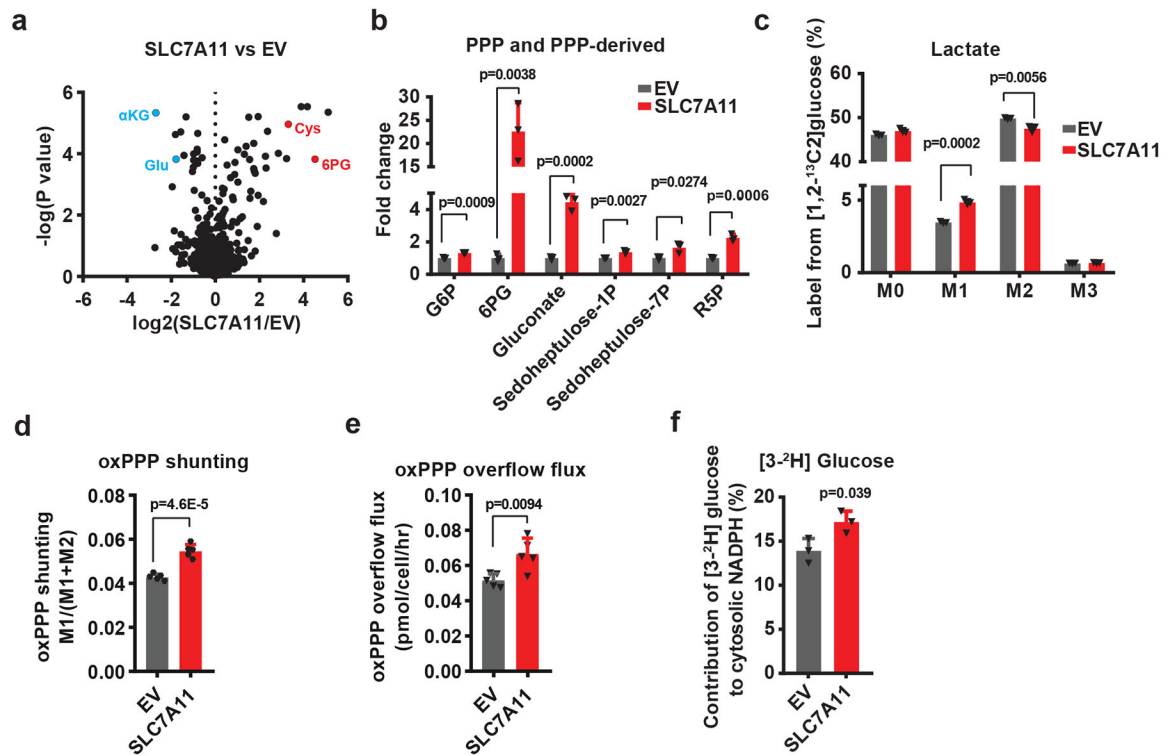 a
SLC7A11 vs EV
-log(P value)
6
4
2
0
αKG
Glu
Cys
6PG
-6
-4
-2
0
2
4
6
log2(SLC7A11/EV)
b
PPP and PPP-derived
Fold change
30
25
20
15
10
4
2
0
p=0.0009
p=0.0038
p=0.0002
p=0.0027
p=0.0274
p=0.0006
EV
SLC7A11
G6P
6PG
Gluconate
Sedoheptulose-1P
Sedoheptulose-7P
R5P
c
Lactate
Label from [1,2-¹³C2]glucose (%)
60
50
40
5
0
p=0.0002
p=0.0056
EV
SLC7A11
M0
M1
M2
M3
d
oxPPP shunting
oxPPP shunting
M1/(M1+M2)
0.08
0.06
0.04
0.02
0.00
p=4.6E-5
EV
SLC7A11
e
oxPPP overflow flux
oxPPP overflow flux
(pmol/cell/hr)
0.10
0.08
0.06
0.04
0.02
0.00
p=0.0094
EV
SLC7A11
f
[3-²H] Glucose
Contribution of [3-²H] glucose
to cytosolic NADPH (%)
20
15
10
5
0
p=0.039
EV
SLC7A11